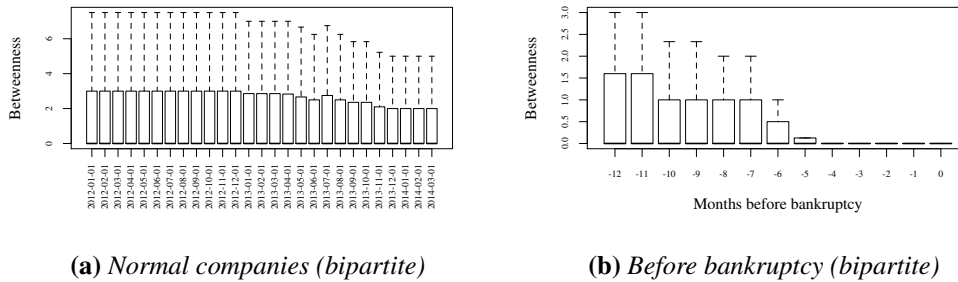 Betweenness
6
4
2
0
2012-01-01 2012-02-01 2012-03-01 2012-04-01 2012-05-01 2012-06-01 2012-07-01 2012-08-01 2012-09-01 2012-10-01 2012-11-01 2012-12-01 2013-01-01 2013-02-01 2013-03-01 2013-04-01 2013-05-01 2013-06-01 2013-07-01 2013-08-01 2013-09-01 2013-10-01 2013-11-01 2013-12-01 2014-01-01 2014-02-01 2014-03-01
(a) Normal companies (bipartite)
Betweenness
3.0
2.5
2.0
1.5
1.0
0.5
0.0
-12 -11 -10 -9 -8 -7 -6 -5 -4 -3 -2 -1 0
Months before bankruptcy
(b) Before bankruptcy (bipartite)